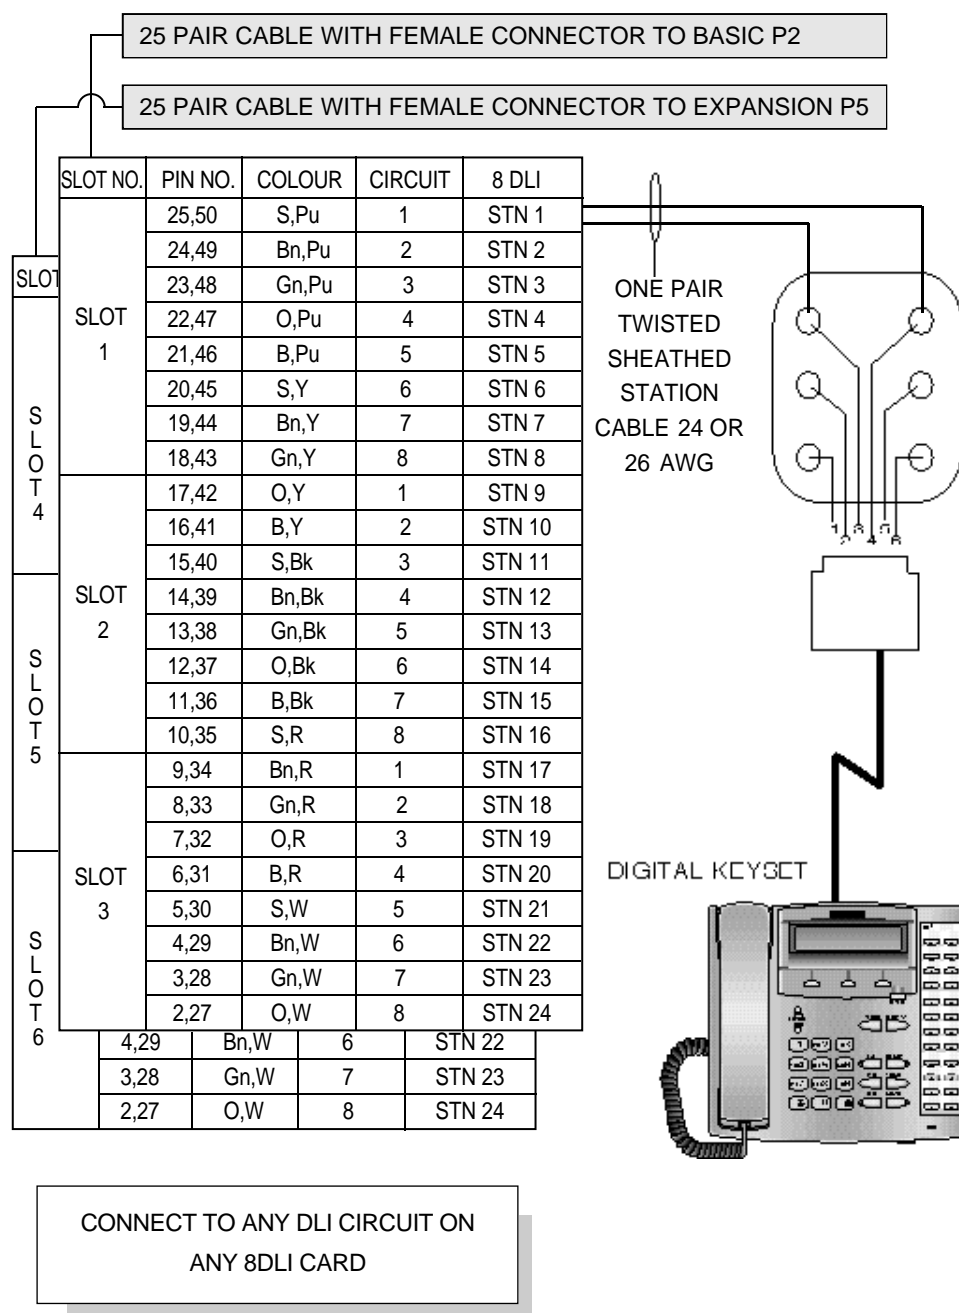 25 PAIR CABLE WITH FEMALE CONNECTOR TO BASIC P2
25 PAIR CABLE WITH FEMALE CONNECTOR TO EXPANSION P5
SLOT NO. PIN NO. COLOUR CIRCUIT 8 DLI
SLOT 1
25,50 S,Pu 1 STN 1
24,49 Bn,Pu 2 STN 2
23,48 Gn,Pu 3 STN 3
22,47 O,Pu 4 STN 4
21,46 B,Pu 5 STN 5
20,45 S,Y 6 STN 6
19,44 Bn,Y 7 STN 7
18,43 Gn,Y 8 STN 8
SLOT 2
17,42 O,Y 1 STN 9
16,41 B,Y 2 STN 10
15,40 S,Bk 3 STN 11
14,39 Bn,Bk 4 STN 12
13,38 Gn,Bk 5 STN 13
12,37 O,Bk 6 STN 14
11,36 B,Bk 7 STN 15
10,35 S,R 8 STN 16
SLOT 3
9,34 Bn,R 1 STN 17
8,33 Gn,R 2 STN 18
7,32 O,R 3 STN 19
6,31 B,R 4 STN 20
5,30 S,W 5 STN 21
4,29 Bn,W 6 STN 22
3,28 Gn,W 7 STN 23
2,27 O,W 8 STN 24
SLOT
SLOT 4
SLOT 5
SLOT 6
4,29 Bn,W 6 STN 22
3,28 Gn,W 7 STN 23
2,27 O,W 8 STN 24
ONE PAIR
TWISTED
SHEATHED
STATION
CABLE 24 OR
26 AWG
1 2 3 4 5 6
DIGITAL KEYSET
CONNECT TO ANY DLI CIRCUIT ON
ANY 8DLI CARD